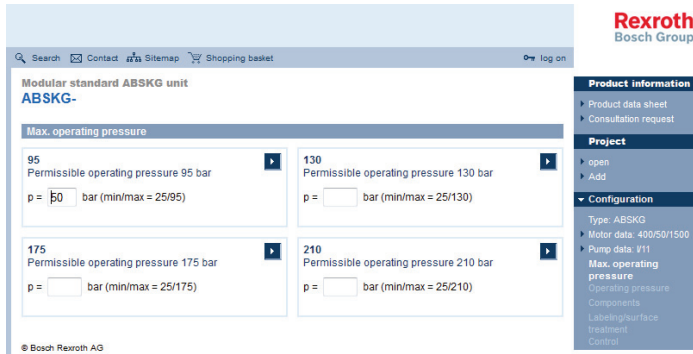 Rexroth
Bosch Group
Search Contact Sitemap Shopping basket log on
Modular standard ABSKG unit
ABSKG-
Max. operating pressure
95
Permissible operating pressure 95 bar
p = 50 bar (min/max = 25/95)
130
Permissible operating pressure 130 bar
p = bar (min/max = 25/130)
175
Permissible operating pressure 175 bar
p = bar (min/max = 25/175)
210
Permissible operating pressure 210 bar
p = bar (min/max = 25/210)
© Bosch Rexroth AG
Product information
Product data sheet
Consultation request
Project
open
Add
Configuration
Type: ABSKG
Motor data: 400/50/1500
Pump data: V11
Max. operating
pressure
Operating pressure
Components
Labeling/surface
treatment
Control